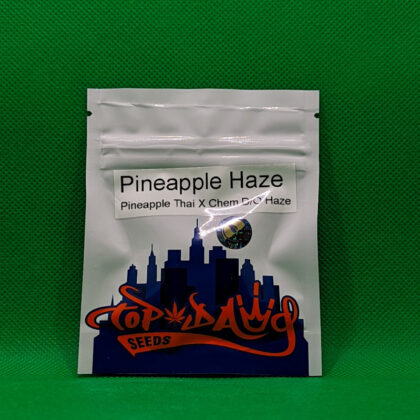 Pineapple Haze
Pineapple Thai X Chem D/O Haze
TOP DAWG
SEEDS